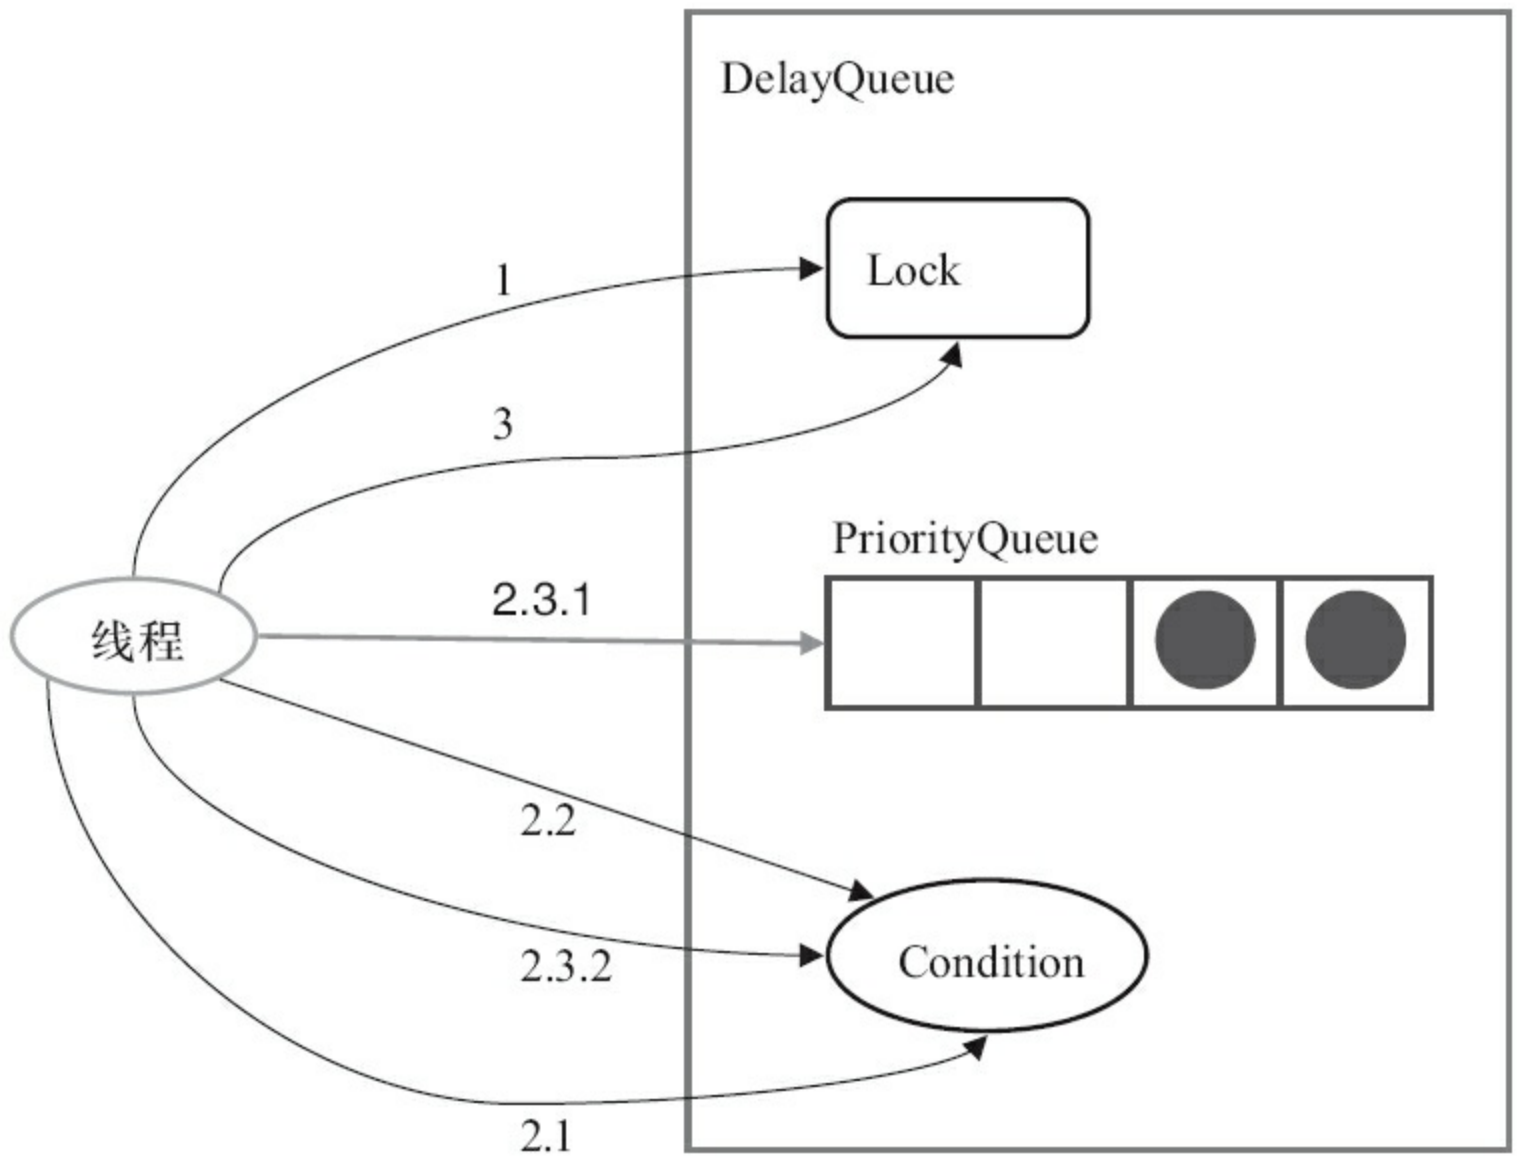 DelayQueue
Lock
1
3
PriorityQueue
2.3.1
线程
2.2
2.3.2
Condition
2.1